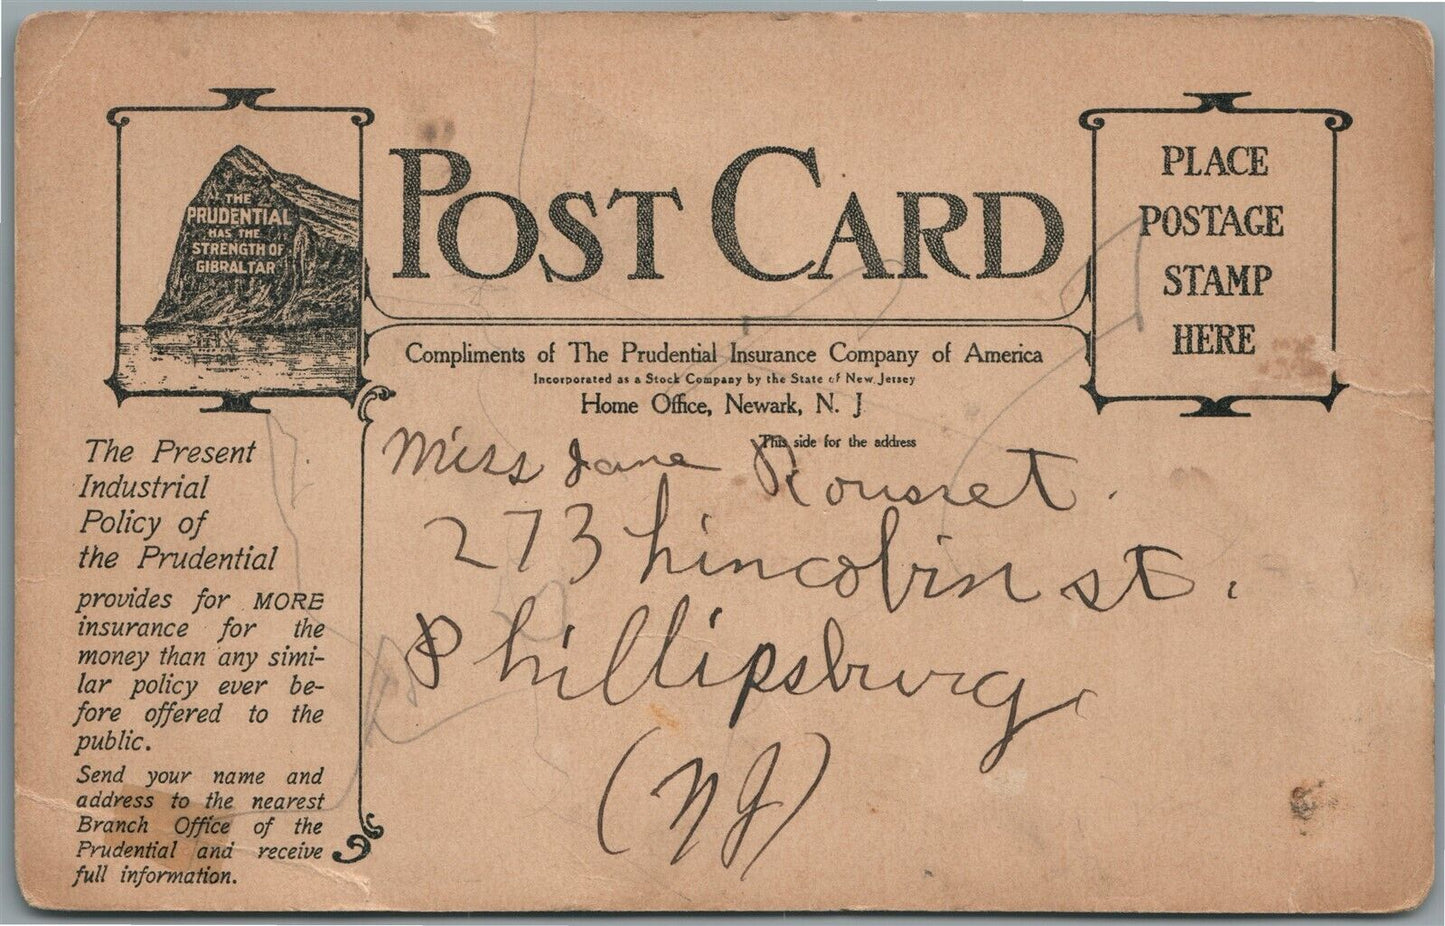 THE
PRUDENTIAL
HAS THE
STRENGTH OF
GIBRALTAR
POST CARD
PLACE
POSTAGE
STAMP
HERE
Compliments of The Prudential Insurance Company of America
Incorporated as a Stock Company by the State of New Jersey
Home Office, Newark, N. J
This side for the address
The Present
Industrial
Policy of
the Prudential
provides for MORE
insurance for the
money than any simi-
lar policy ever be-
fore offered to the
public.
Send your name and
address to the nearest
Branch Office of the
Prudential and receive
full information.
Miss Jane Rousset.
273 Lincolin st.
Phillipsburg
(NJ)